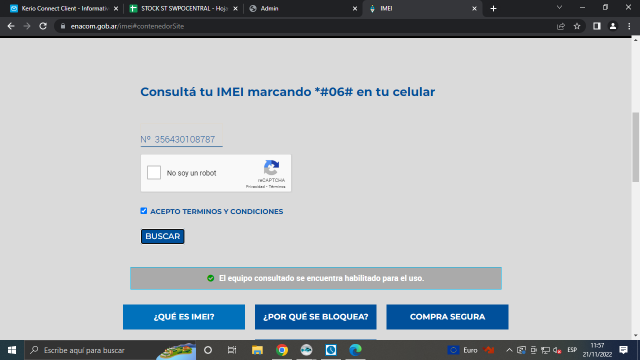 Kerio Connect Client - Informativ
STOCK ST SWPOCENTRAL - Hoja
Admin
IMEI
enacom.gob.ar/imei#contenedorSite
Consultá tu IMEI marcando *#06# en tu celular
Nº 356430108787
No soy un robot
reCAPTCHA
Privacidad - Términos
ACEPTO TERMINOS Y CONDICIONES
BUSCAR
El equipo consultado se encuentra habilitado para el uso.
¿QUÉ ES IMEI?
¿POR QUÉ SE BLOQUEA?
COMPRA SEGURA
Escribe aquí para buscar
Euro
ESP
11:57
21/11/2022